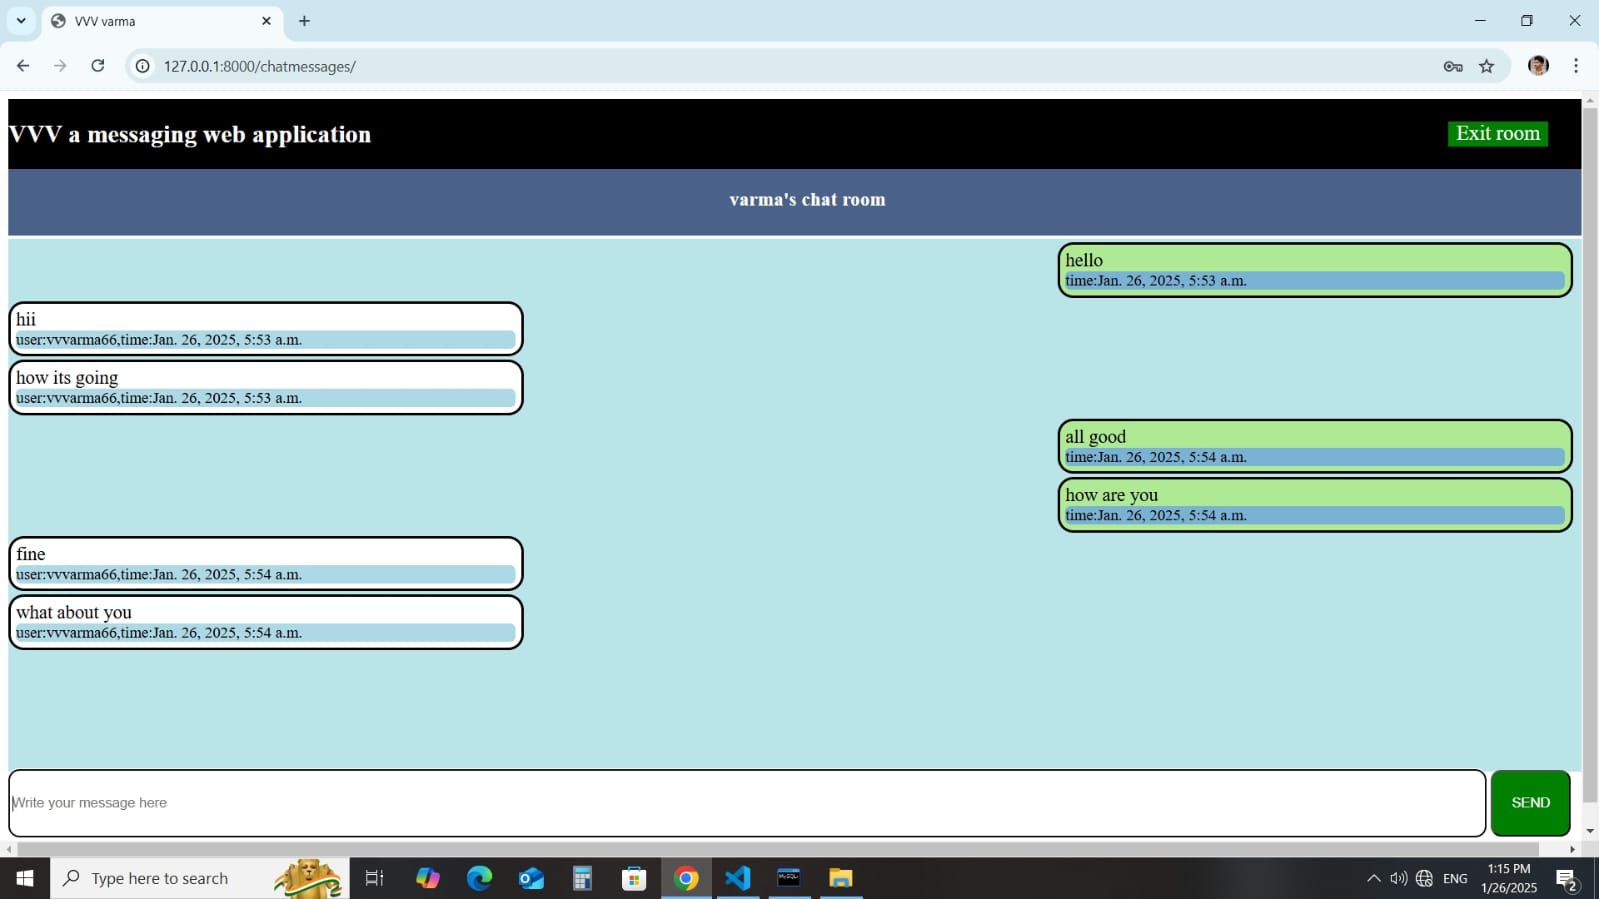 VVV varma
127.0.0.1:8000/chatmessages/
VVV a messaging web application
Exit room
varma's chat room
hello
time:Jan. 26, 2025, 5:53 a.m.
hii
user:vvvarma66,time:Jan. 26, 2025, 5:53 a.m.
how its going
user:vvvarma66,time:Jan. 26, 2025, 5:53 a.m.
all good
time:Jan. 26, 2025, 5:54 a.m.
how are you
time:Jan. 26, 2025, 5:54 a.m.
fine
user:vvvarma66,time:Jan. 26, 2025, 5:54 a.m.
what about you
user:vvvarma66,time:Jan. 26, 2025, 5:54 a.m.
Write your message here
SEND
Type here to search
ENG
1:15 PM
1/26/2025
2